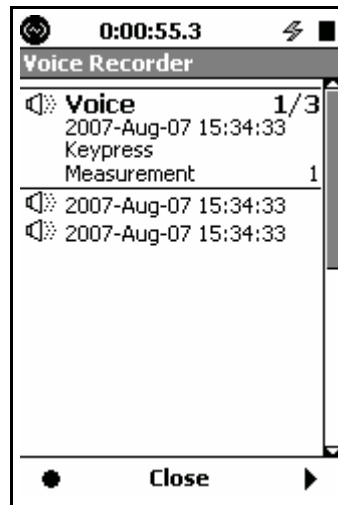 0:00:55.3
Voice Recorder
Voice 1/3
2007-Aug-07 15:34:33
Keypress
Measurement 1
2007-Aug-07 15:34:33
2007-Aug-07 15:34:33
Close